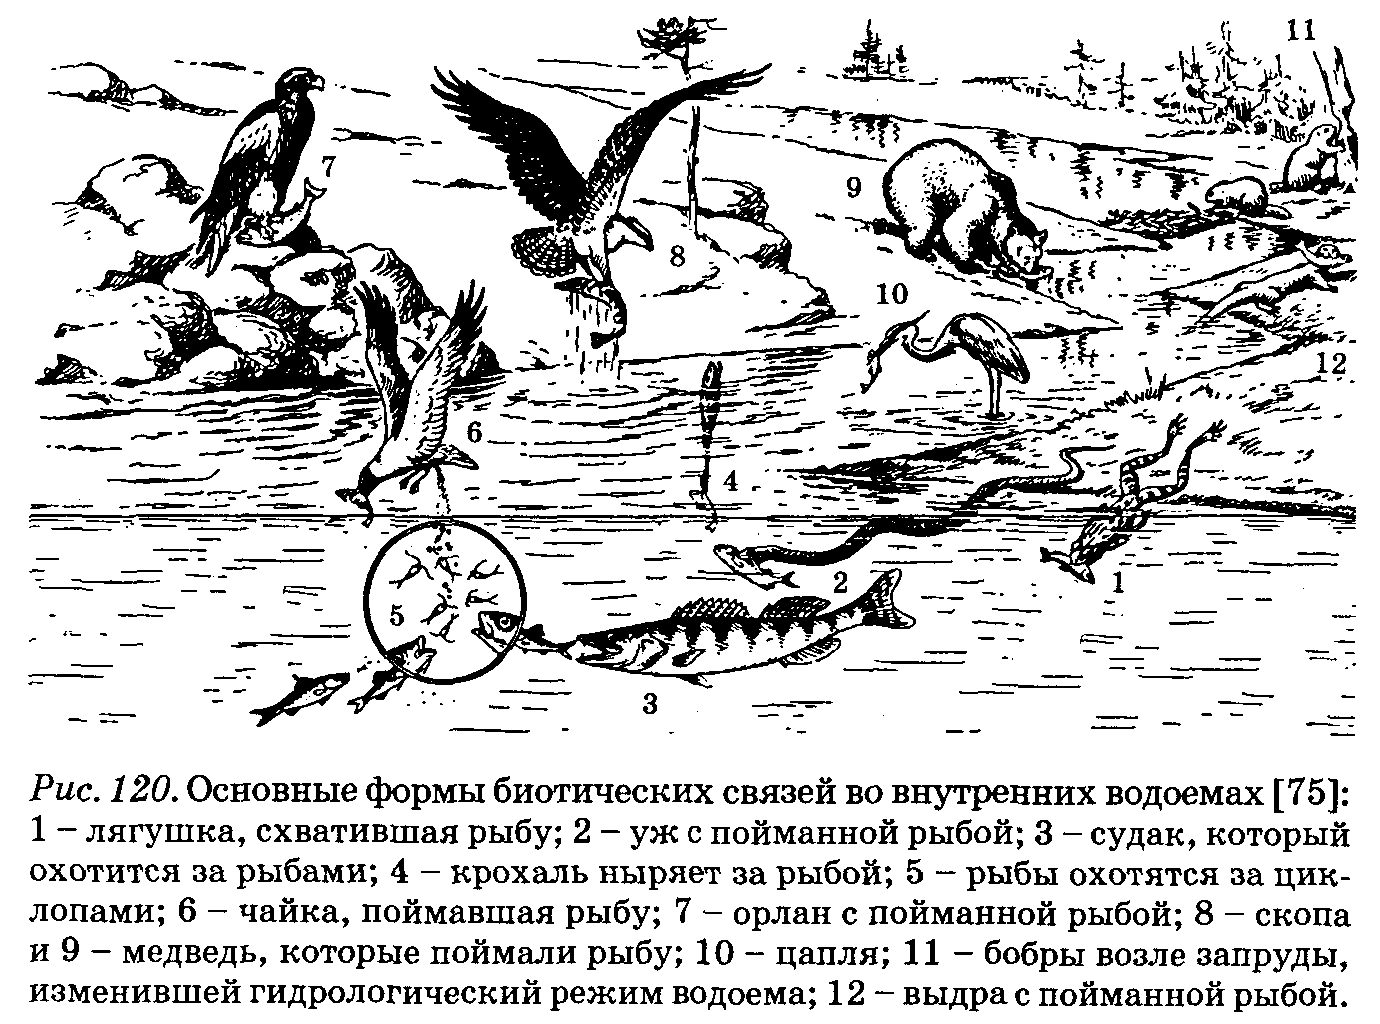 11
7
9
8
10
12
6
4
5
2
1
3
Рис. 120. Основные формы биотических связей во внутренних водоемах [75]:
1 – лягушка, схватившая рыбу; 2 – уж с пойманной рыбой; 3 – судак, который
охотится за рыбами; 4 – крохаль ныряет за рыбой; 5 – рыбы охотятся за цик-
лопами; 6 – чайка, поймавшая рыбу; 7 – орлан с пойманной рыбой; 8 – скопа
и 9 – медведь, которые поймали рыбу; 10 – цапля; 11 – бобры возле запруды,
изменившей гидрологический режим водоема; 12 – выдра с пойманной рыбой.